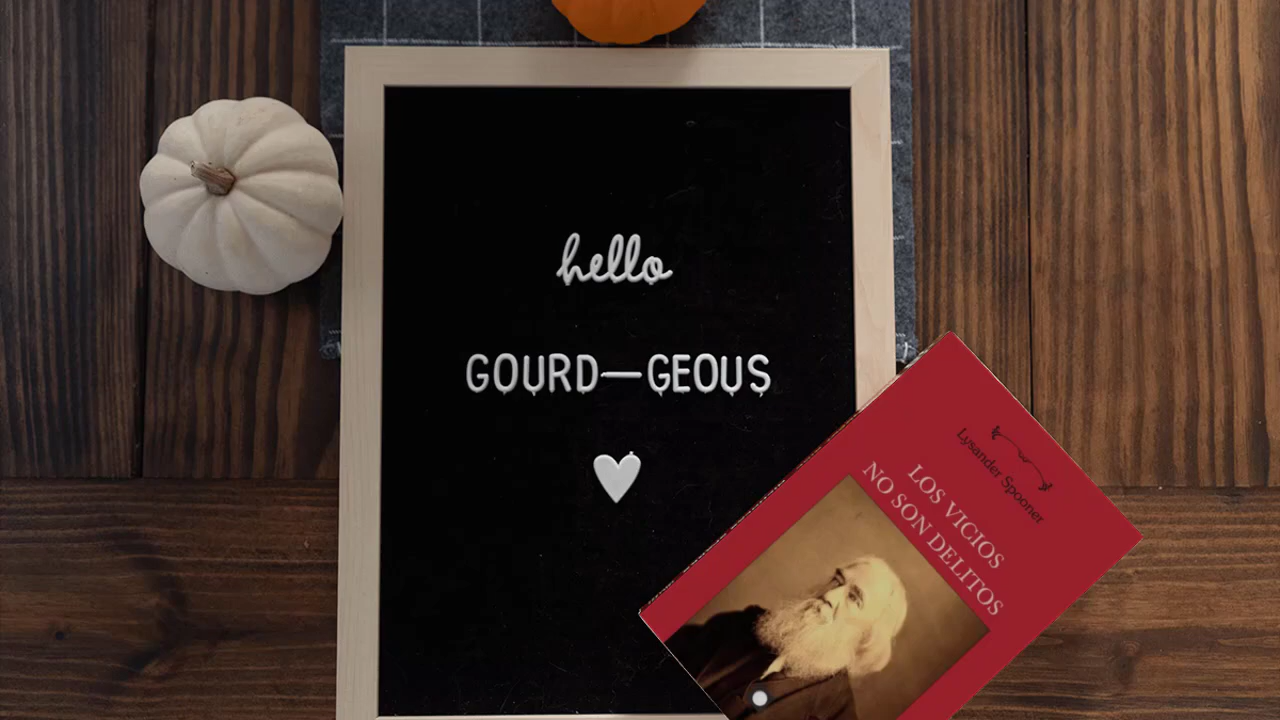 hello
GOURD—GEOUS
Lysander Spooner
LOS VICIOS
NO SON DELITOS